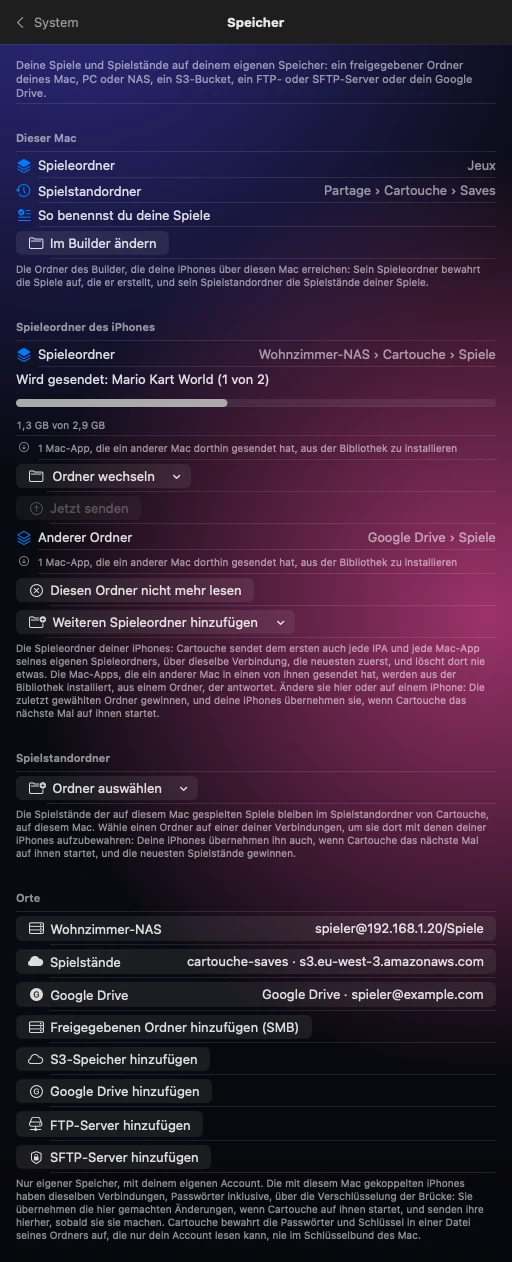 System
Speicher
Deine Spiele und Spielstände auf deinem eigenen Speicher: ein freigegebener Ordner
deines Mac, PC oder NAS, ein S3-Bucket, ein FTP- oder SFTP-Server oder dein Google
Drive.
Dieser Mac
Spieleordner Jeux
Spielstandordner Partage › Cartouche › Saves
So benennst du deine Spiele
Im Builder ändern
Die Ordner des Builder, die deine iPhones über diesen Mac erreichen: Sein Spieleordner bewahrt
die Spiele auf, die er erstellt, und sein Spielstandordner die Spielstände deiner Spiele.
Spieleordner des iPhones
Spieleordner Wohnzimmer-NAS › Cartouche › Spiele
Wird gesendet: Mario Kart World (1 von 2)
1,3 GB von 2,9 GB
1 Mac-App, die ein anderer Mac dorthin gesendet hat, aus der Bibliothek zu installieren
Ordner wechseln
Jetzt senden
Anderer Ordner Google Drive › Spiele
1 Mac-App, die ein anderer Mac dorthin gesendet hat, aus der Bibliothek zu installieren
Diesen Ordner nicht mehr lesen
Weiteren Spieleordner hinzufügen
Die Spieleordner deiner iPhones: Cartouche sendet dem ersten auch jede IPA und jede Mac-App
seines eigenen Spieleordners, über dieselbe Verbindung, die neuesten zuerst, und löscht dort nie
etwas. Die Mac-Apps, die ein anderer Mac in einen von ihnen gesendet hat, werden aus der
Bibliothek installiert, aus einem Ordner, der antwortet. Ändere sie hier oder auf einem iPhone: Die
zuletzt gewählten Ordner gewinnen, und deine iPhones übernehmen sie, wenn Cartouche das
nächste Mal auf ihnen startet.
Spielstandordner
Ordner auswählen
Die Spielstände der auf diesem Mac gespielten Spiele bleiben im Spielstandordner von Cartouche,
auf diesem Mac. Wähle einen Ordner auf einer deiner Verbindungen, um sie dort mit denen deiner
iPhones aufzubewahren: Deine iPhones übernehmen ihn auch, wenn Cartouche das nächste Mal
auf ihnen startet, und die neuesten Spielstände gewinnen.
Orte
Wohnzimmer-NAS spieler@192.168.1.20/Spiele
Spielstände cartouche-saves · s3.eu-west-3.amazonaws.com
Google Drive Google Drive · spieler@example.com
Freigegebenen Ordner hinzufügen (SMB)
S3-Speicher hinzufügen
Google Drive hinzufügen
FTP-Server hinzufügen
SFTP-Server hinzufügen
Nur eigener Speicher, mit deinem eigenen Account. Die mit diesem Mac gekoppelten iPhones
haben dieselben Verbindungen, Passwörter inklusive, über die Verschlüsselung der Brücke: Sie
übernehmen die hier gemachten Änderungen, wenn Cartouche auf ihnen startet, und senden ihre
hierher, sobald sie sie machen. Cartouche bewahrt die Passwörter und Schlüssel in einer Datei
seines Ordners auf, die nur dein Account lesen kann, nie im Schlüsselbund des Mac.